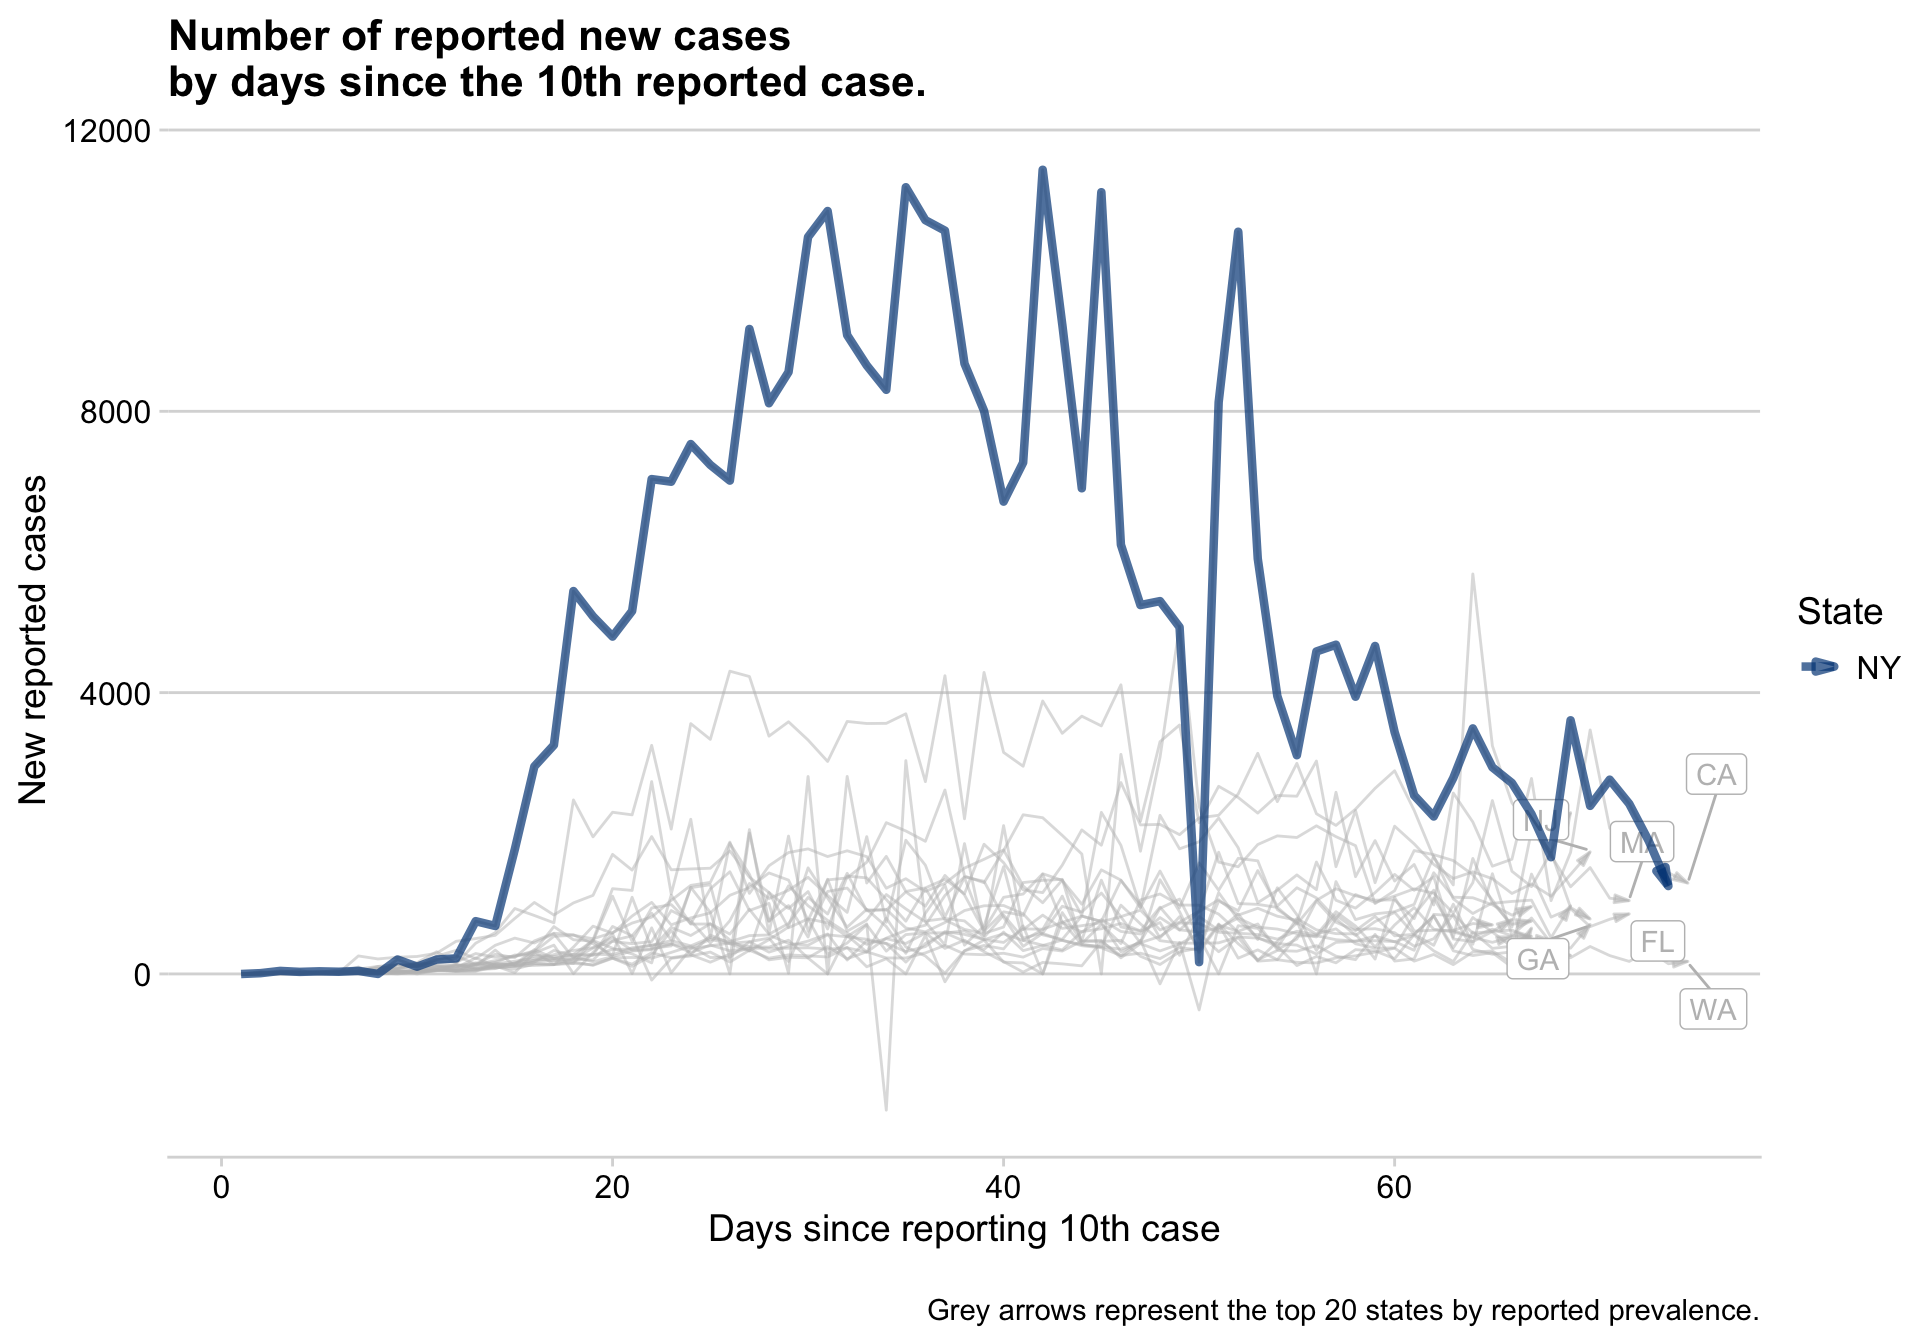 Number of reported new cases
by days since the 10th reported case.
12000
8000
4000
0
New reported cases
CA
NJ
MA
FL
GA
WA
State
NY
0 20 40 60
Days since reporting 10th case
Grey arrows represent the top 20 states by reported prevalence.